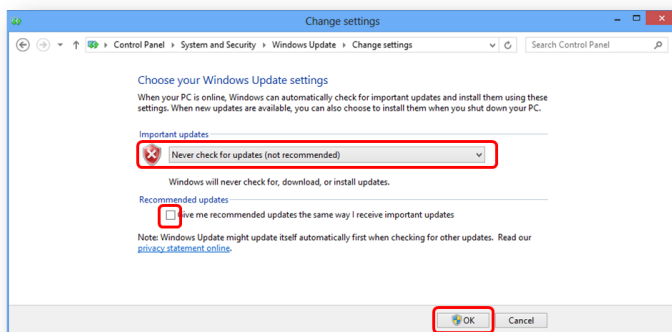 Change settings
Control Panel ▸ System and Security ▸ Windows Update ▸ Change settings
Search Control Panel
Choose your Windows Update settings
When your PC is online, Windows can automatically check for important updates and install them using these
settings. When new updates are available, you can also choose to install them when you shut down your PC.
Important updates
Never check for updates (not recommended)
Windows will never check for, download, or install updates.
Recommended updates
Give me recommended updates the same way I receive important updates
Note: Windows Update might update itself automatically first when checking for other updates. Read our
privacy statement online.
OK
Cancel